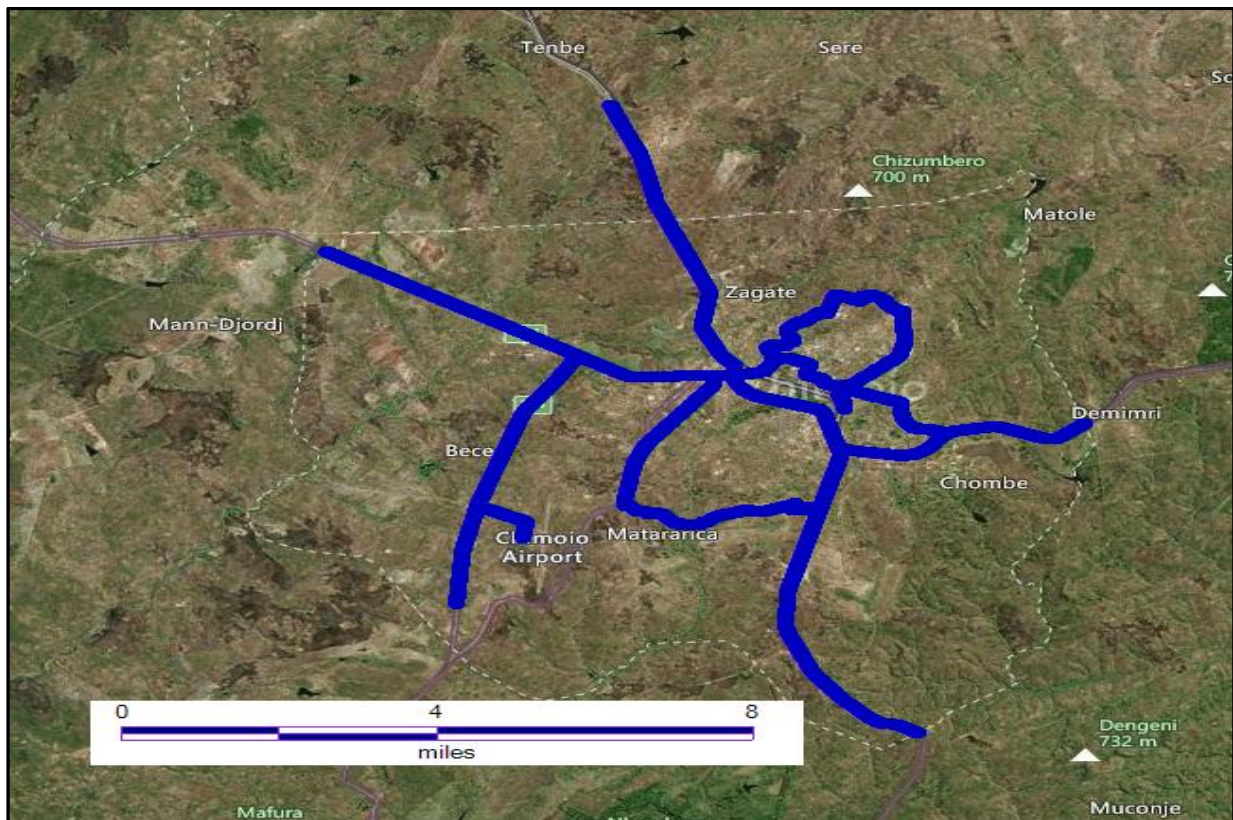 Tenbe
Sere
Chizumbero
700 m
Matole
Zagate
Mann-Djordj
Demimri
Bece
Chombe
Matararica
Airport
0
4
8
miles
Dengeni
732 m
Mafura
Muconje